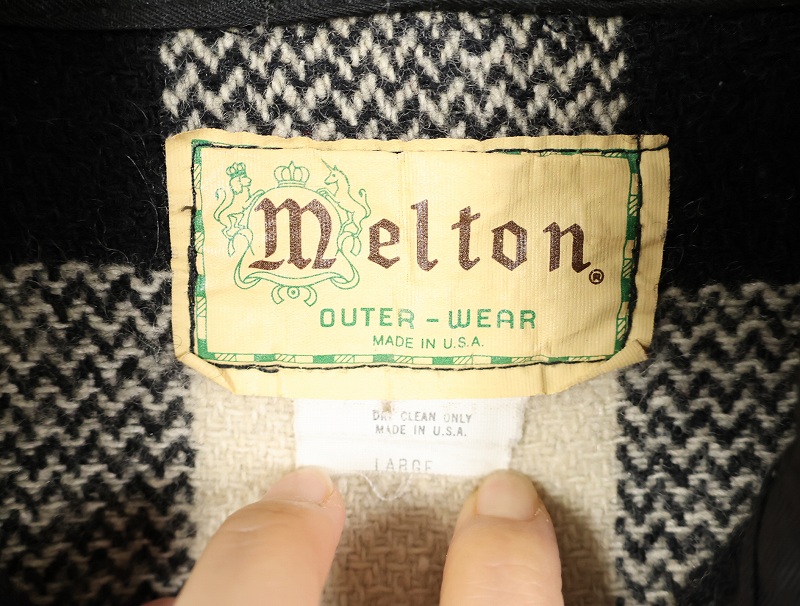 Melton®
OUTER-WEAR
MADE IN U.S.A.
DRY CLEAN ONLY
MADE IN U.S.A.
LARGE